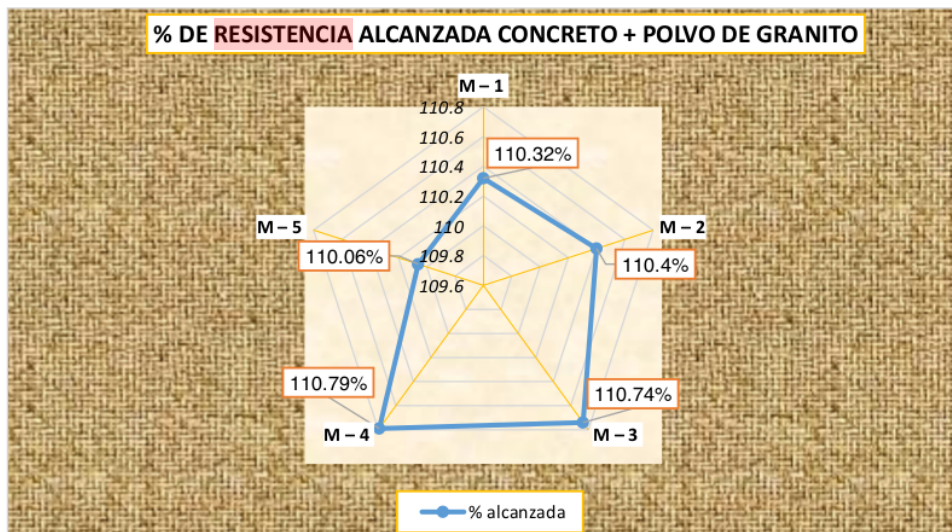 % DE RESISTENCIA ALCANZADA CONCRETO + POLVO DE GRANITO
M – 1
110.8
110.6
110.4
110.2
110
109.8
109.6
110.32%
M – 2
110.4%
M – 5
110.06%
110.79%
M – 4
110.74%
M – 3
% alcanzada